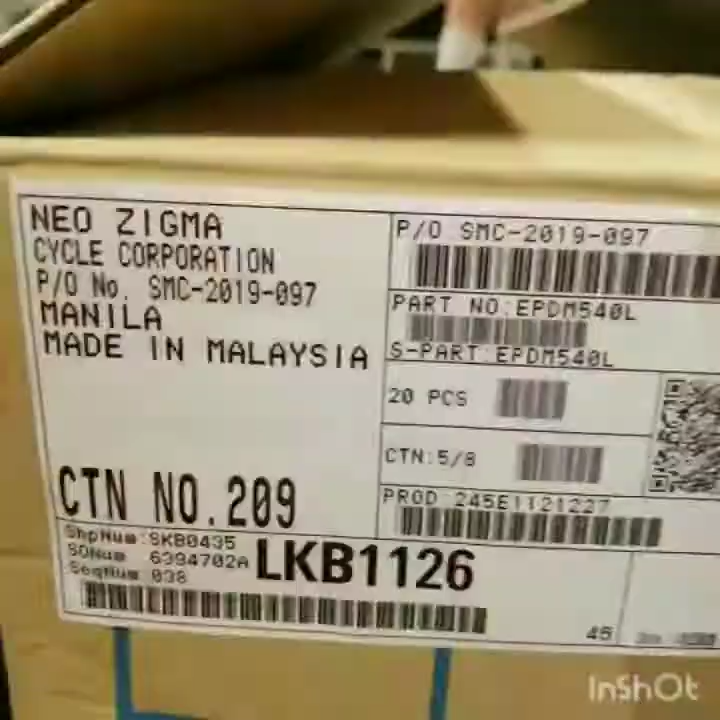 NEO ZIGMA
CYCLE CORPORATION
P/O No. SMC-2019-097
MANILA
MADE IN MALAYSIA
CTN NO.209
ShpNum:SKB0435
SONum 6394702A
SeqNum 038
LKB1126
P/O SMC-2019-097
PART NO:EPDM540L
S-PART:EPDM540L
20 PCS
CTN:5/8
PROD 245E1121227
45
InShOt